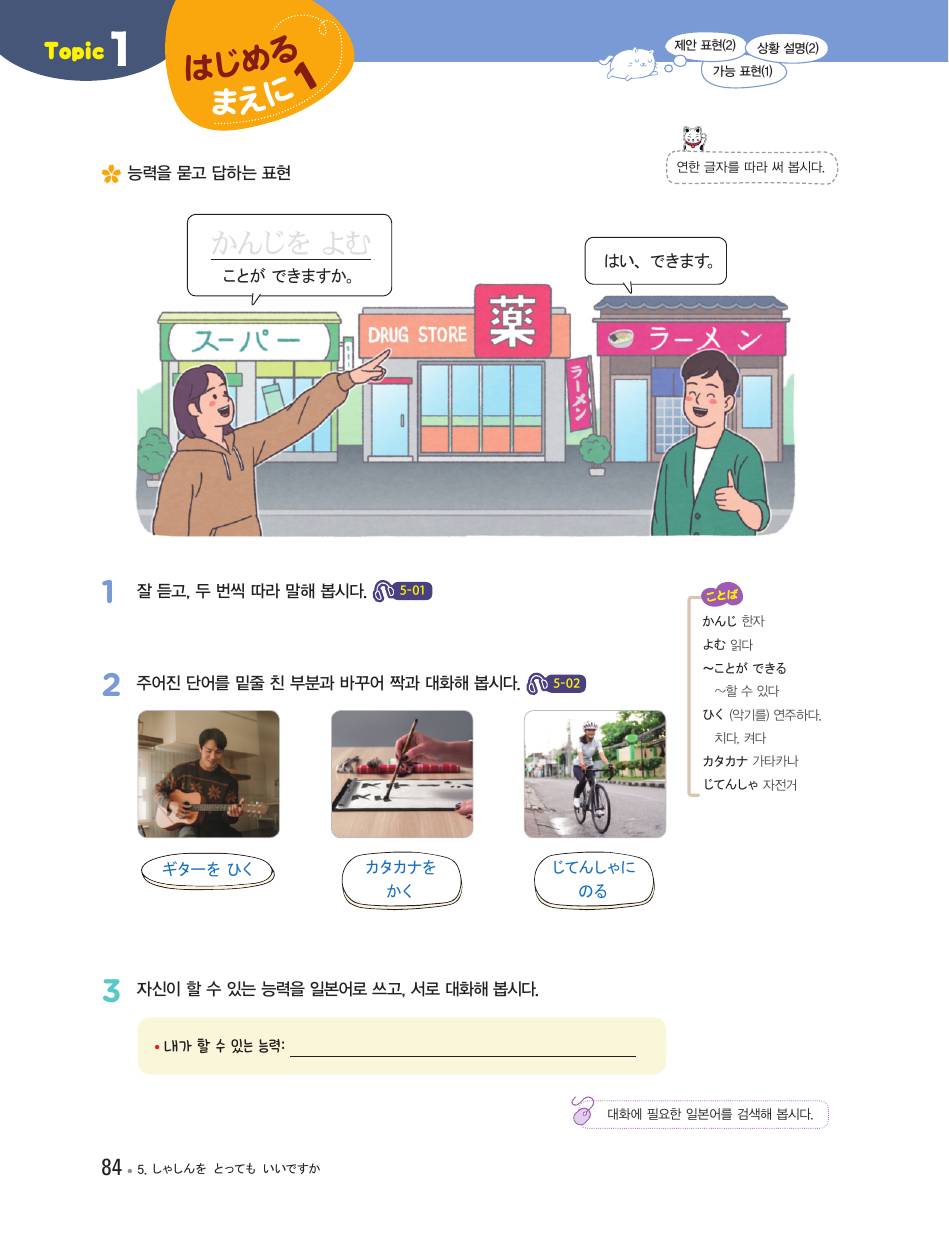 Topic 1
はじめる
まえに 1
제안 표현(2)
상황 설명(2)
가능 표현(1)
능력을 묻고 답하는 표현
연한 글자를 따라 써 봅시다.
かんじを よむ
ことが できますか。
はい、できます。
スーパー
DRUG STORE
薬
ラーメン
ラーメン
1 잘 듣고, 두 번씩 따라 말해 봅시다. 5-01
2 주어진 단어를 밑줄 친 부분과 바꾸어 짝과 대화해 봅시다. 5-02
ギターを ひく
カタカナを
かく
じてんしゃに
のる
ことば
かんじ 한자
よむ 읽다
~ことが できる
~할 수 있다
ひく (악기를) 연주하다,
치다, 켜다
カタカナ 가타카나
じてんしゃ 자전거
3 자신이 할 수 있는 능력을 일본어로 쓰고, 서로 대화해 봅시다.
• 내가 할 수 있는 능력:
대화에 필요한 일본어를 검색해 봅시다.
84 • 5. しゃしんを とっても いいですか